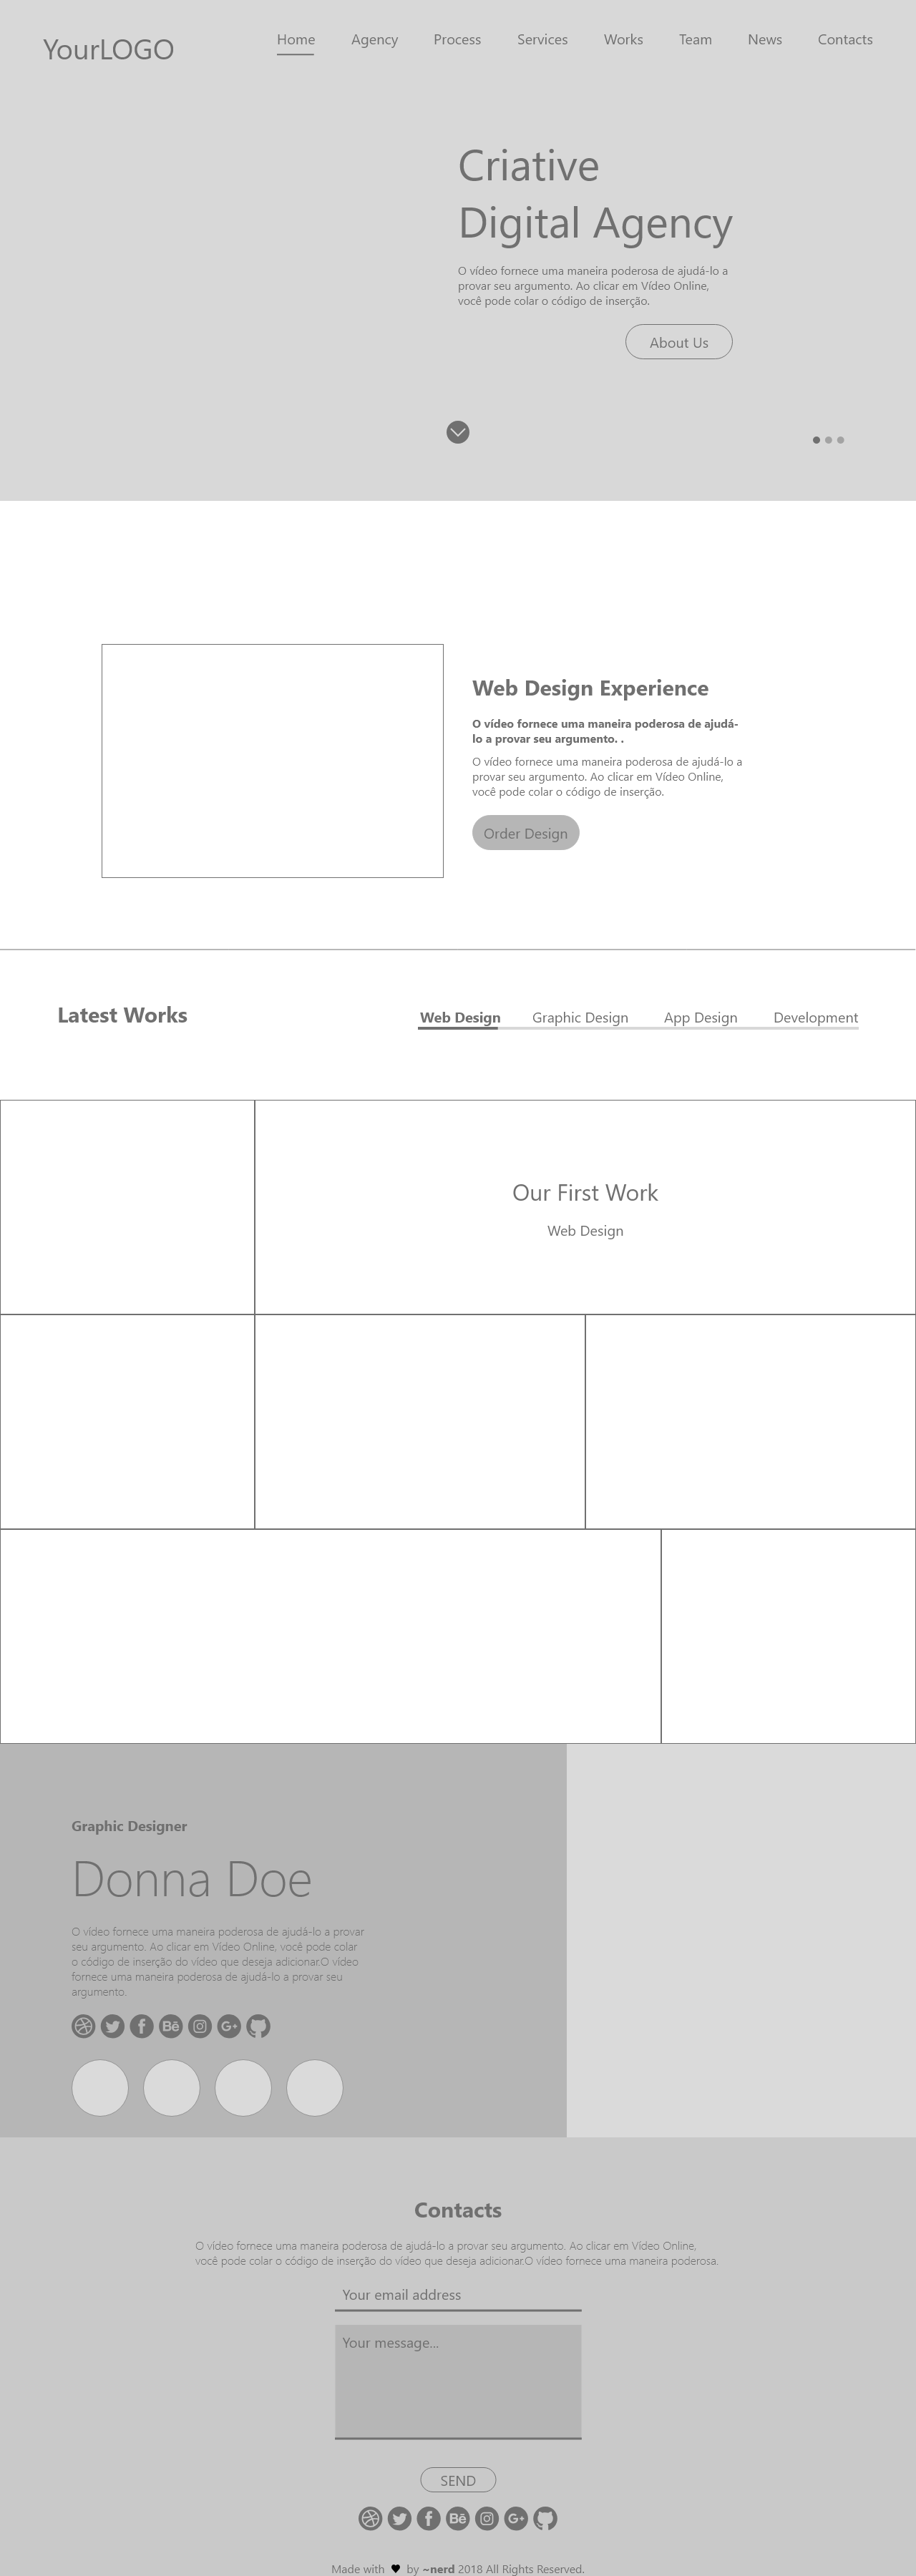 YourLOGO
Home Agency Process Services Works Team News Contacts
Criative
Digital Agency
O vídeo fornece uma maneira poderosa de ajudá-lo a
provar seu argumento. Ao clicar em Vídeo Online,
você pode colar o código de inserção.
About Us
Web Design Experience
O vídeo fornece uma maneira poderosa de ajudá-
lo a provar seu argumento. .
O vídeo fornece uma maneira poderosa de ajudá-lo a
provar seu argumento. Ao clicar em Vídeo Online,
você pode colar o código de inserção.
Order Design
Latest Works
Web Design Graphic Design App Design Development
Our First Work
Web Design
Graphic Designer
Donna Doe
O vídeo fornece uma maneira poderosa de ajudá-lo a provar
seu argumento. Ao clicar em Vídeo Online, você pode colar
o código de inserção do vídeo que deseja adicionar.O vídeo
fornece uma maneira poderosa de ajudá-lo a provar seu
argumento.
Contacts
O vídeo fornece uma maneira poderosa de ajudá-lo a provar seu argumento. Ao clicar em Vídeo Online,
você pode colar o código de inserção do vídeo que deseja adicionar.O vídeo fornece uma maneira poderosa.
Your email address
Your message...
SEND
Made with ♥ by ~nerd 2018 All Rights Reserved.